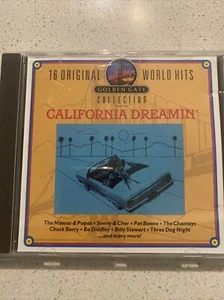 16 ORIGINAL WORLD HITS
GOLDEN GATE
COLLECTION
CALIFORNIA DREAMIN'
The Mamas & Papas • Sonny & Cher • Pat Boone • The Chantays
Chuck Berry • Bo Diddley • Billy Stewart • Three Dog Night
...and many more!